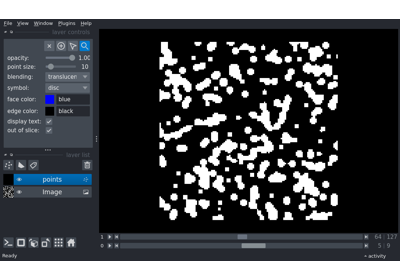 File View Window Plugins Help
layer controls
opacity: 1.00
point size: 10
blending: translucen
symbol: disc
face color: blue
edge color: black
display text:
out of slice:
layer list
points
Image
1 64 127
0 5 9
Ready activity